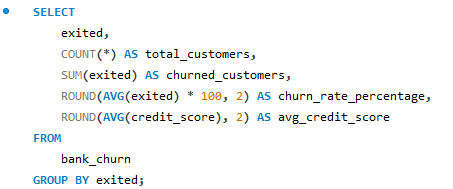 SELECT
exited,
COUNT(*) AS total_customers,
SUM(exited) AS churned_customers,
ROUND(AVG(exited) * 100, 2) AS churn_rate_percentage,
ROUND(AVG(credit_score), 2) AS avg_credit_score
FROM
bank_churn
GROUP BY exited;